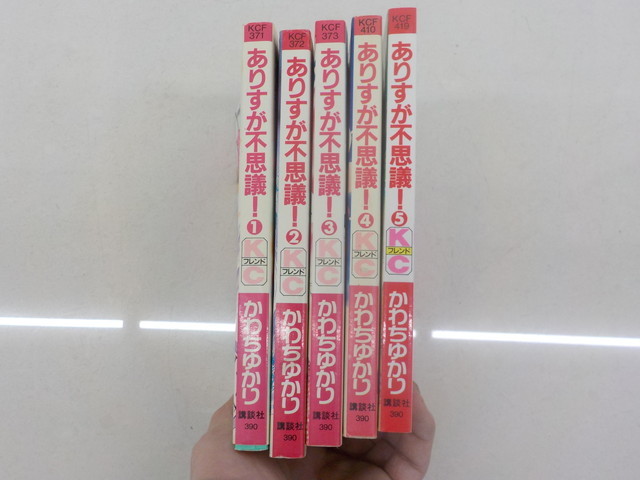 KCF
371
ありすが不思議!①
KC
フレンド
かわちゆかり
講談社
390
KCF
372
ありすが不思議!②
KC
フレンド
かわちゆかり
講談社
390
KCF
373
ありすが不思議!③
KC
フレンド
かわちゆかり
講談社
390
KCF
410
ありすが不思議!④
KC
フレンド
かわちゆかり
講談社
390
KCF
419
ありすが不思議!⑤
KC
フレンド
かわちゆかり
講談社
390